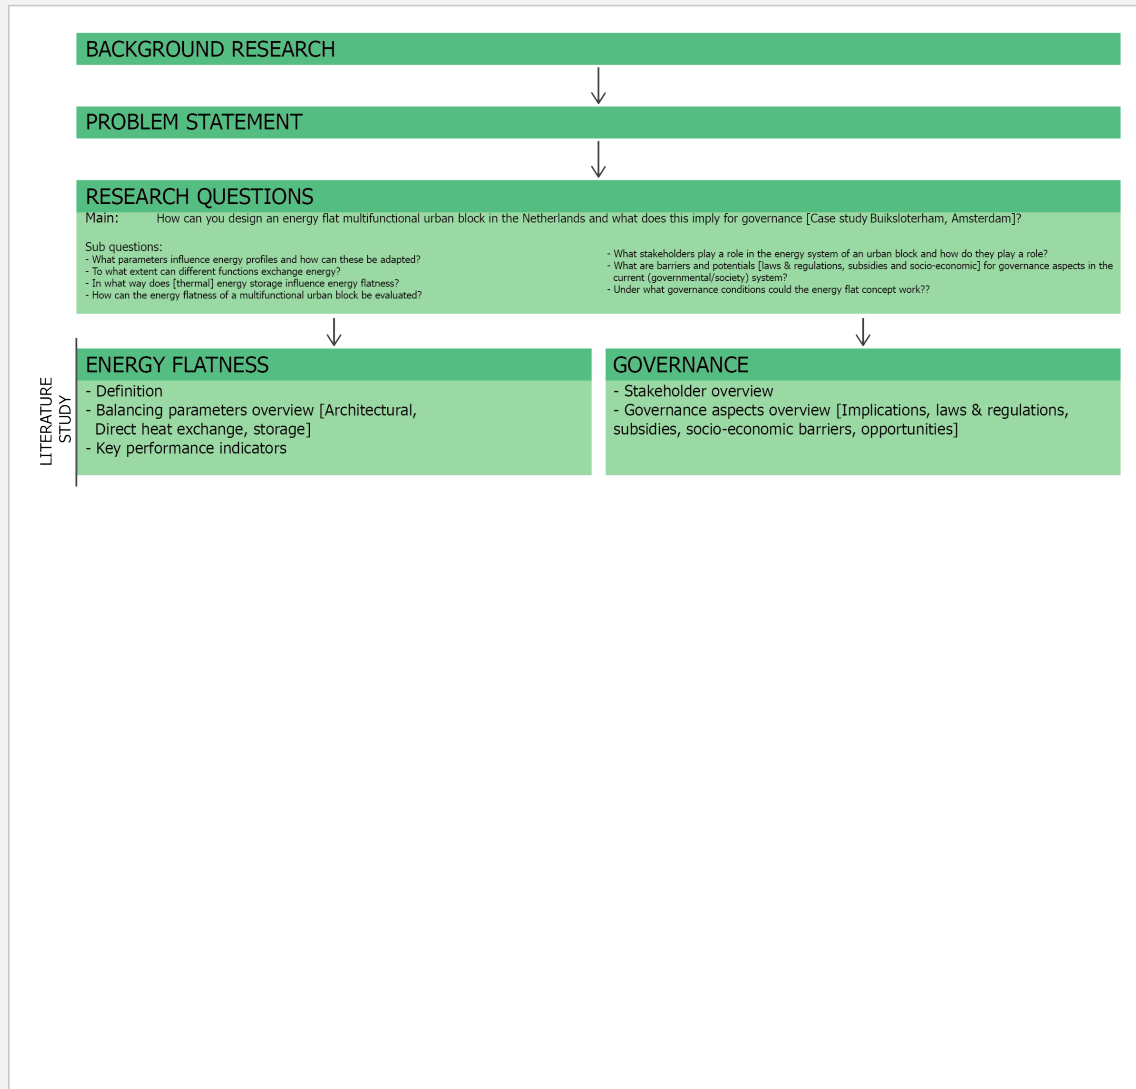 BACKGROUND RESEARCH
PROBLEM STATEMENT
RESEARCH QUESTIONS
Main: How can you design an energy flat multifunctional urban block in the Netherlands and what does this imply for governance [Case study Buiksloterham, Amsterdam]?
Sub questions:
- What parameters influence energy profiles and how can these be adapted?
- To what extent can different functions exchange energy?
- In what way does [thermal] energy storage influence energy flatness?
- How can the energy flatness of a multifunctional urban block be evaluated?
- What stakeholders play a role in the energy system of an urban block and how do they play a role?
- What are barriers and potentials [laws & regulations, subsidies and socio-economic] for governance aspects in the
current (governmental/society) system?
- Under what governance conditions could the energy flat concept work??
LITERATURE
STUDY
ENERGY FLATNESS
- Definition
- Balancing parameters overview [Architectural,
Direct heat exchange, storage]
- Key performance indicators
GOVERNANCE
- Stakeholder overview
- Governance aspects overview [Implications, laws & regulations,
subsidies, socio-economic barriers, opportunities]